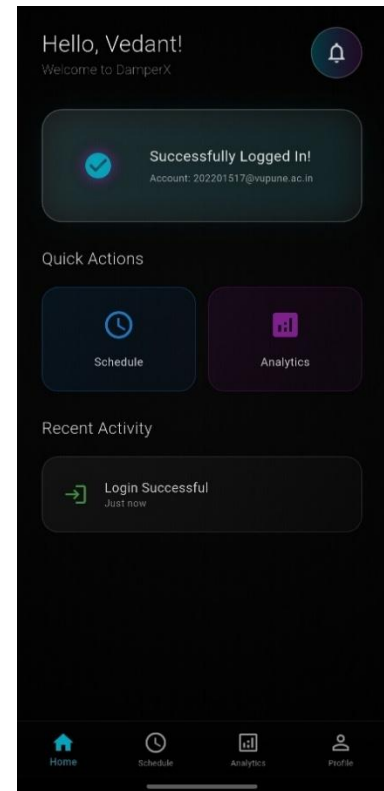 Hello, Vedant!
Welcome to DamperX
Successfully Logged In!
Account: 202201517@vupune.ac.in
Quick Actions
Schedule
Analytics
Recent Activity
Login Successful
Just now
Home
Schedule
Analytics
Profile